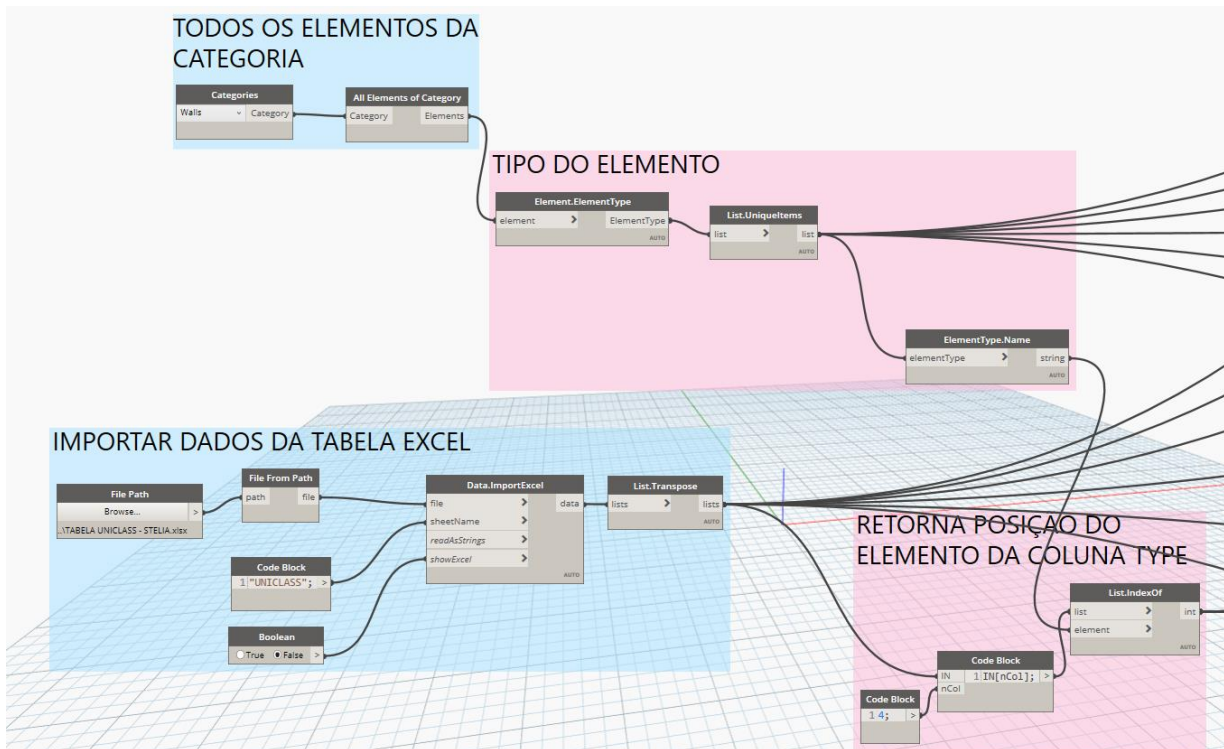 TODOS OS ELEMENTOS DA
CATEGORIA
Categories
Walls Category
All Elements of Category
Category Elements
TIPO DO ELEMENTO
Element.ElementType
element > ElementType
AUTO
List.UniqueItems
list > list
AUTO
ElementType.Name
elementType > string
AUTO
IMPORTAR DADOS DA TABELA EXCEL
File Path
Browse... >
..\TABELA UNICLASS - STELIA.xlsx
File From Path
path file
Code Block
1 "UNICLASS"; >
Boolean
True False >
Data.ImportExcel
file > data
sheetName >
readAsStrings >
showExcel >
AUTO
List.Transpose
lists > lists
AUTO
RETORNA POSIÇAO DO
ELEMENTO DA COLUNA TYPE
List.IndexOf
list > int
element >
AUTO
Code Block
IN 1 IN[nCol]; >
nCol
Code Block
1 4; >